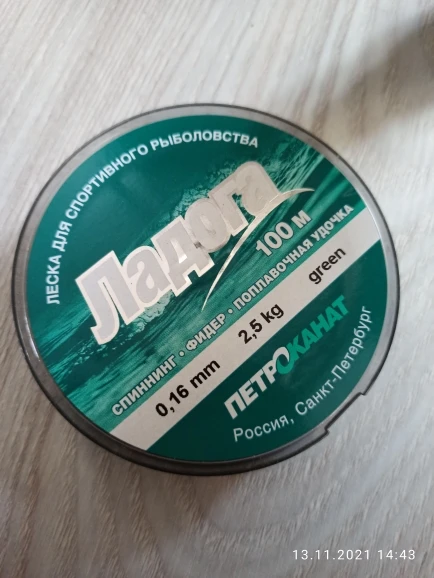 ЛЕСКА ДЛЯ СПОРТИВНОГО РЫБОЛОВСТВА
Ладога
100 м
СПИННИНГ • ФИДЕР • ПОПЛАВОЧНАЯ УДОЧКА
0,16 mm 2,5 kg green
ПЕТРОКАНАТ
Россия, Санкт-Петербург
13.11.2021 14:43